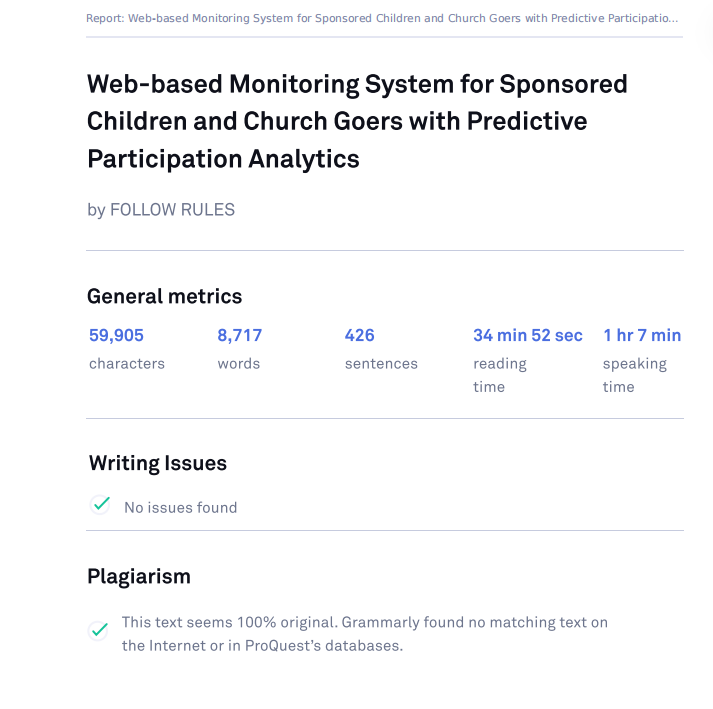 Report: Web-based Monitoring System for Sponsored Children and Church Goers with Predictive Participatio...
Web-based Monitoring System for Sponsored
Children and Church Goers with Predictive
Participation Analytics
by FOLLOW RULES
General metrics
59,905 8,717 426 34 min 52 sec 1 hr 7 min
characters words sentences reading speaking
time time
Writing Issues
No issues found
Plagiarism
This text seems 100% original. Grammarly found no matching text on
the Internet or in ProQuest's databases.